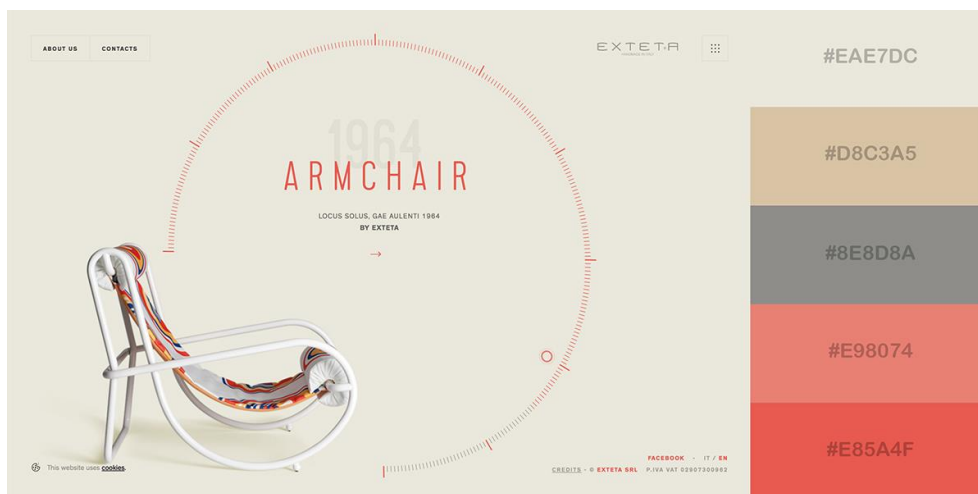 ABOUT US
CONTACTS
EXTETA
1964
ARMCHAIR
LOCUS SOLUS, GAE AULENTI 1964
BY EXTETA
→
This website uses cookies.
FACEBOOK - IT / EN
CREDITS - © EXTETA SRL P.IVA VAT 02907300962
#EAE7DC
#D8C3A5
#8E8D8A
#E98074
#E85A4F